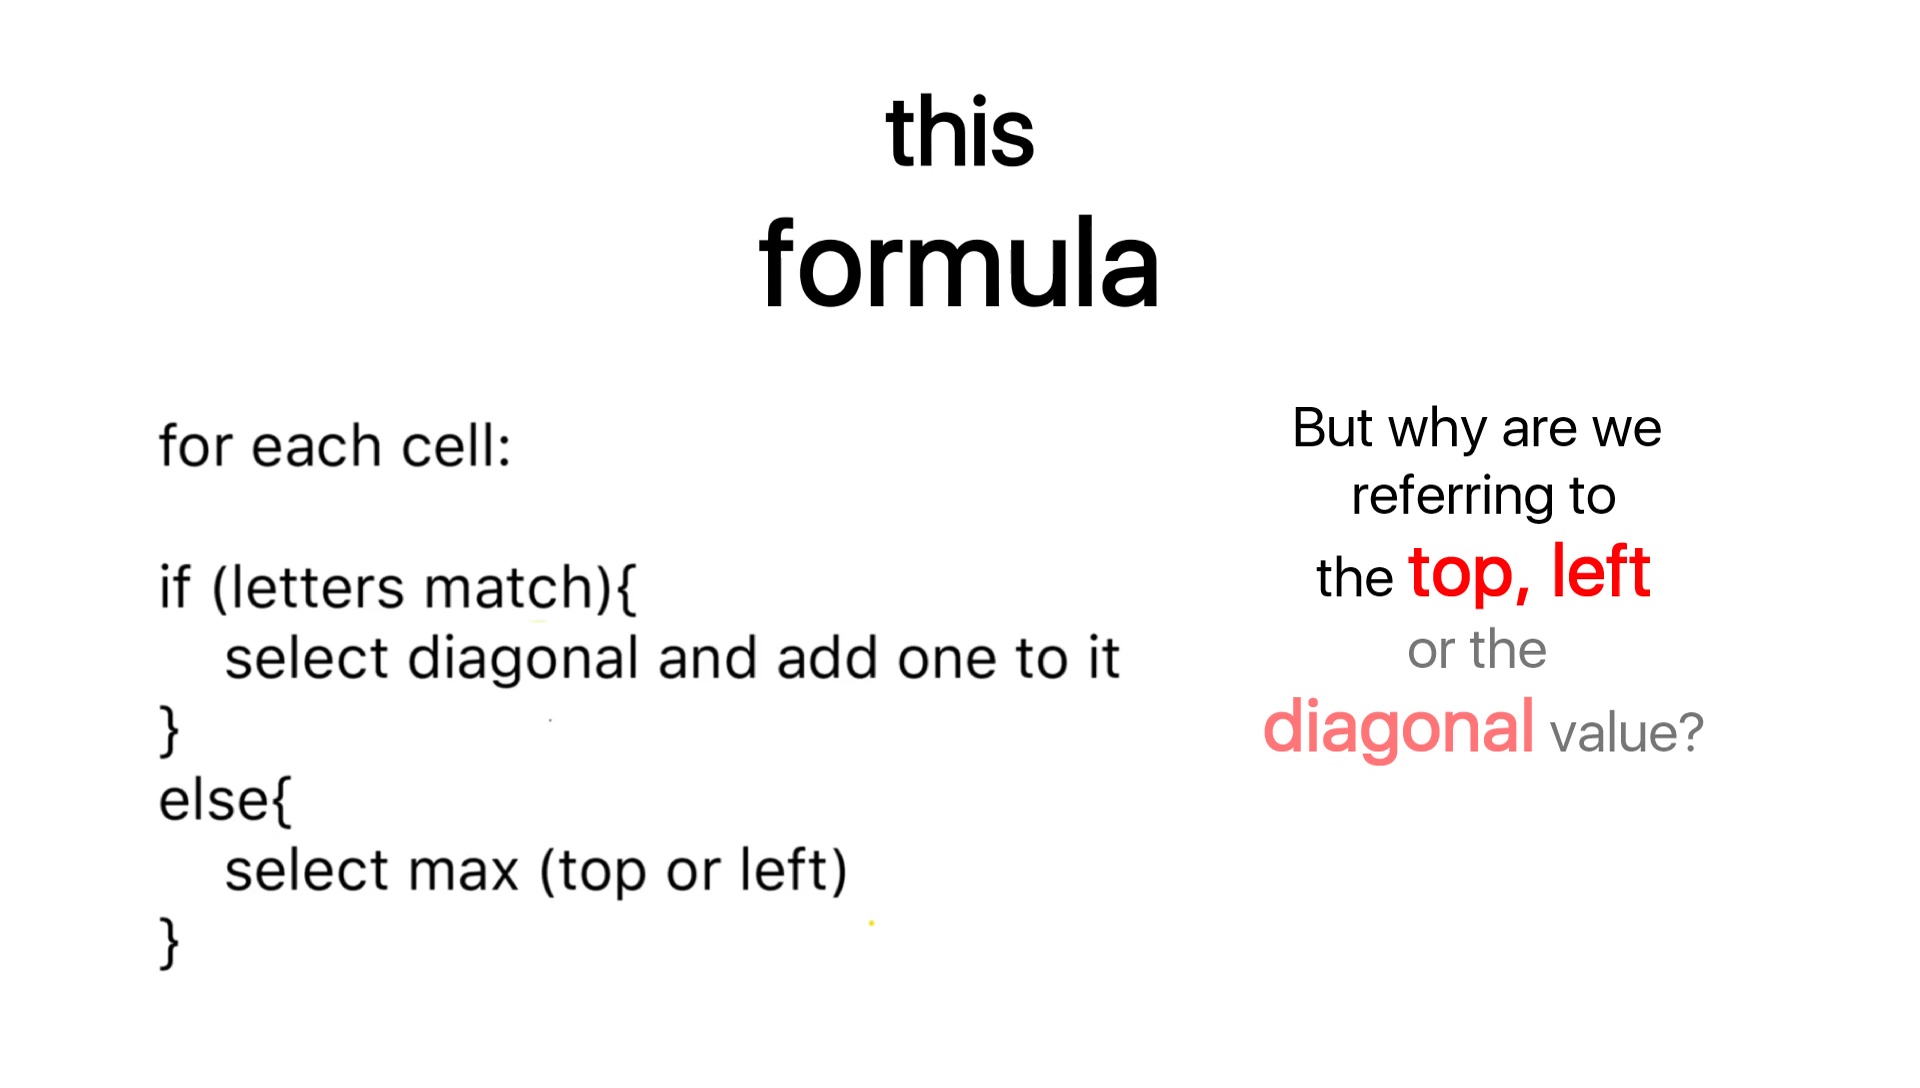 this
formula
for each cell:
if (letters match){
select diagonal and add one to it
}
else{
select max (top or left)
}
But why are we
referring to
the top, left
or the
diagonal value?